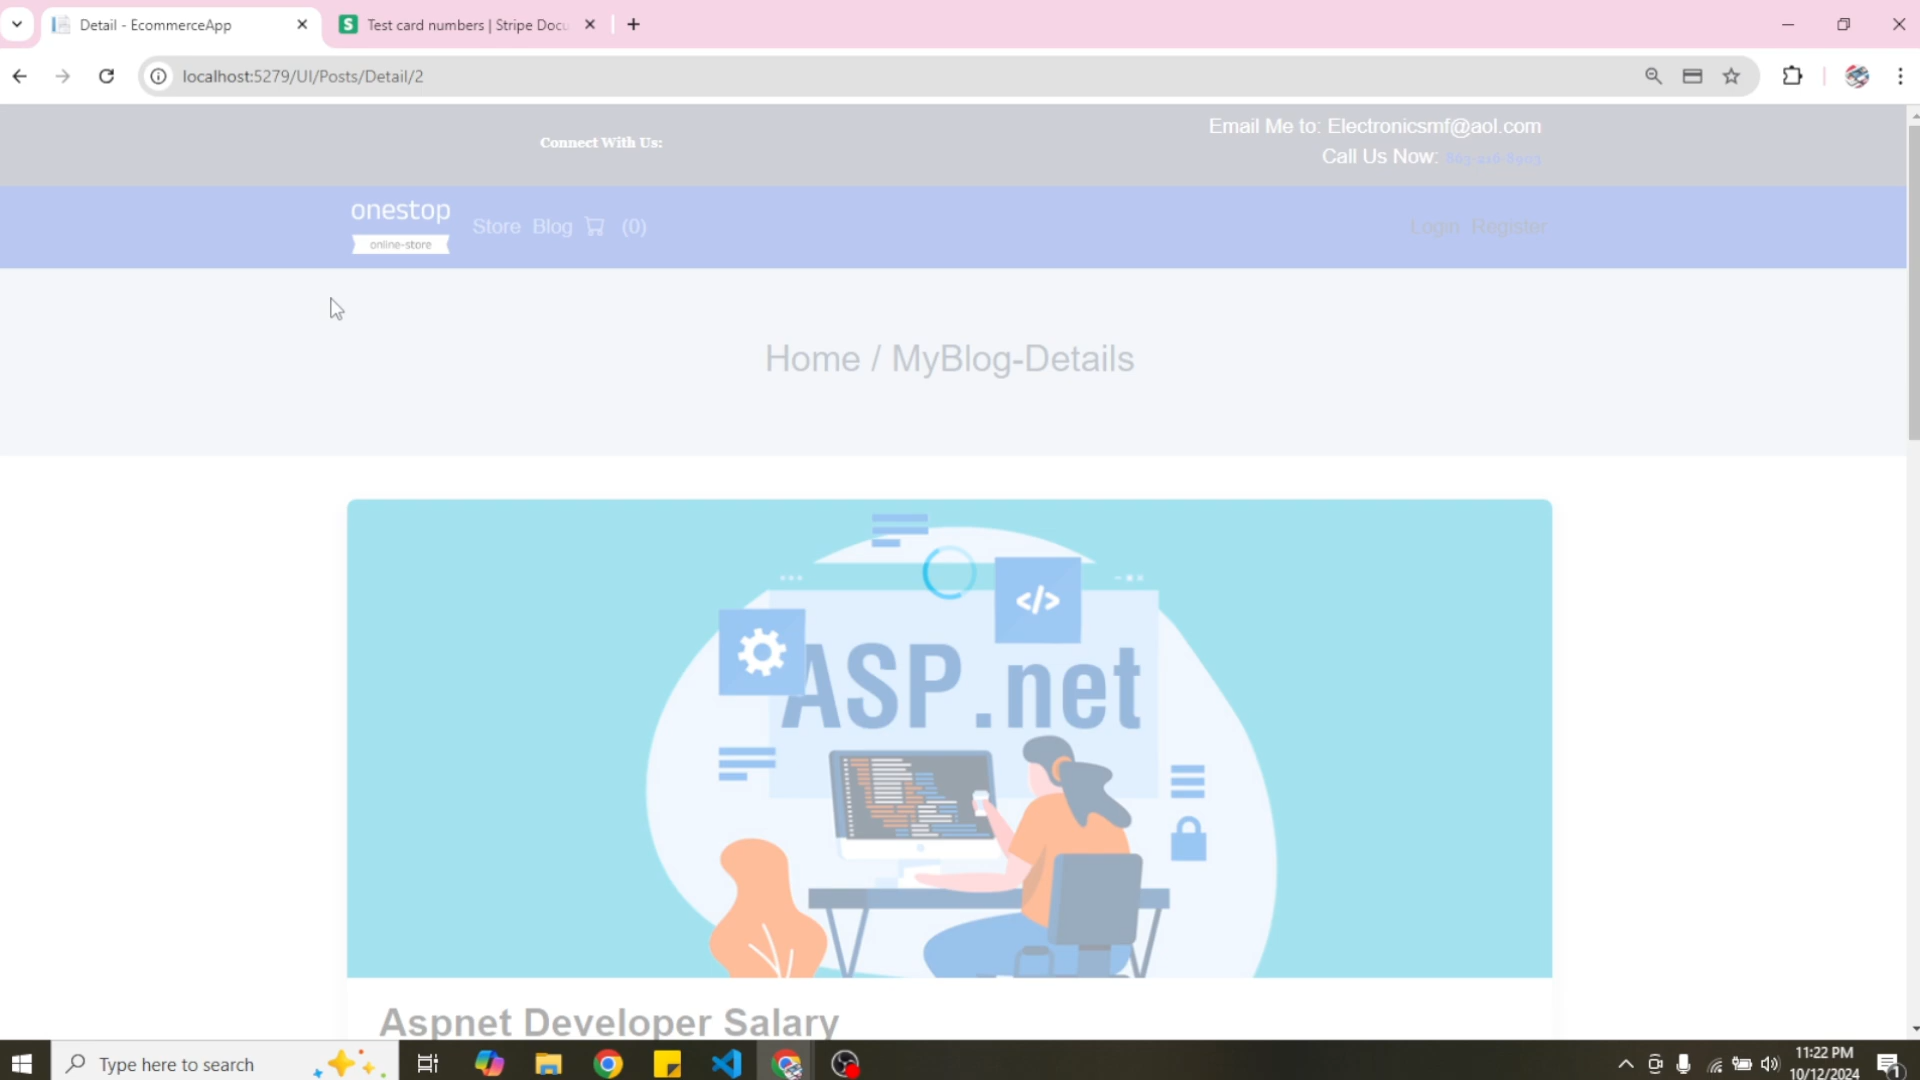 Detail - EcommerceApp
Test card numbers | Stripe Docu
localhost:5279/UI/Posts/Detail/2
Connect With Us:
Email Me to: Electronicsmf@aol.com
Call Us Now:
onestop
online-store
Store Blog (0)
Login Register
Home / MyBlog-Details
ASP.net
</>
Aspnet Developer Salary
Type here to search
11:22 PM
10/12/2024
1